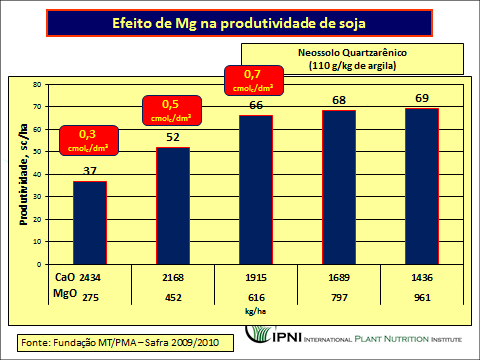 Efeito de Mg na produtividade de soja
Neossolo Quartzarênico
(110 g/kg de argila)
Produtividade, sc/ha
80
70
60
50
40
30
20
10
0
0,3
cmolc/dm³
0,5
cmolc/dm³
0,7
cmolc/dm³
37
52
66
68
69
CaO 2434 2168 1915 1689 1436
MgO 275 452 616 797 961
kg/ha
Fonte: Fundação MT/PMA – Safra 2009/2010
IPNI INTERNATIONAL PLANT NUTRITION INSTITUTE